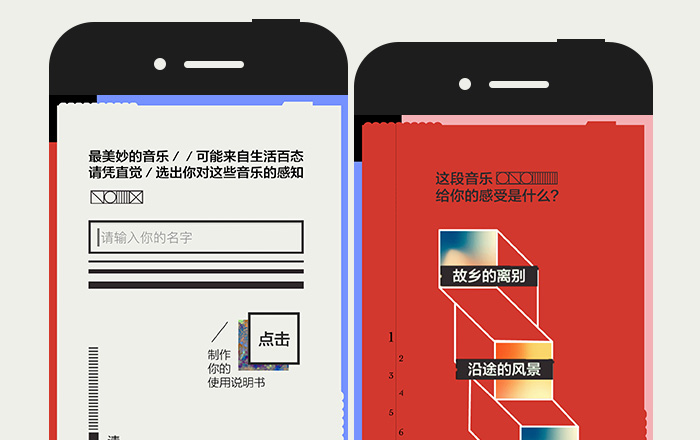 最美妙的音乐 / / 可能来自生活百态
请凭直觉 / 选出你对这些音乐的感知
请输入你的名字
点击
制作
你的
使用说明书
请
这段音乐
给你的感受是什么?
故乡的离别
沿途的风景
1
2
3
4
5
6